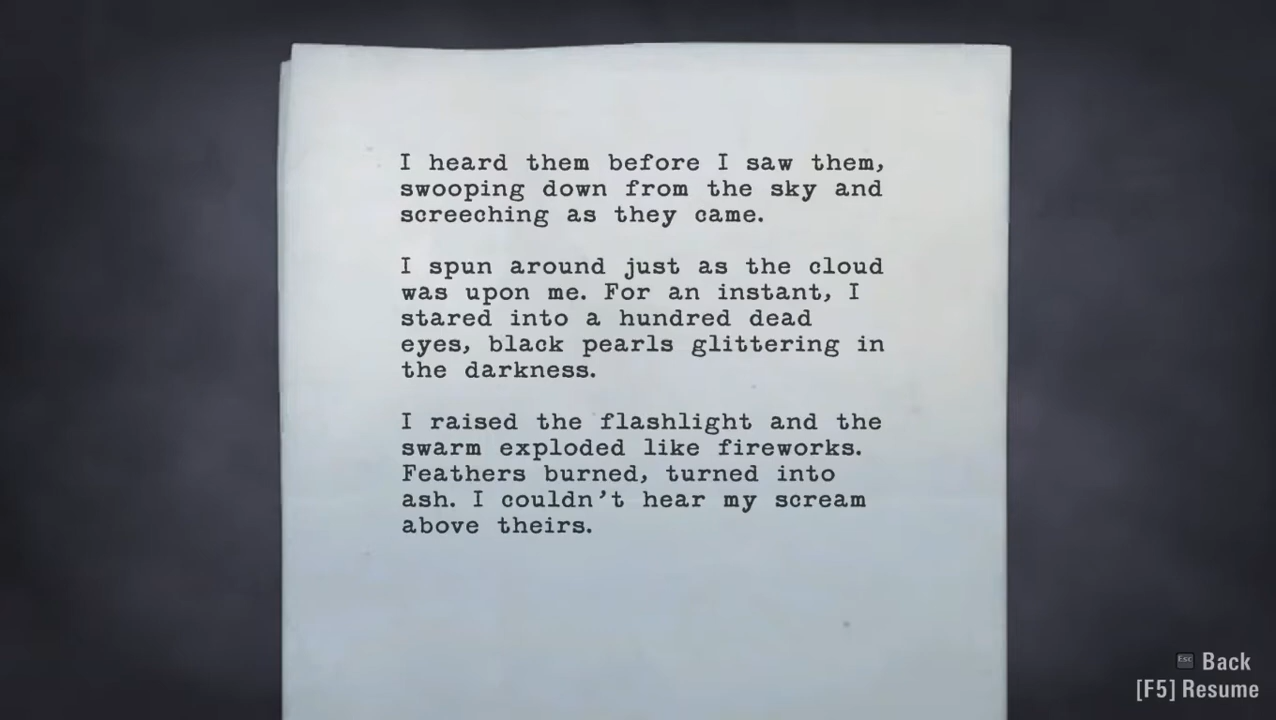 I heard them before I saw them,
swooping down from the sky and
screeching as they came.
I spun around just as the cloud
was upon me. For an instant, I
stared into a hundred dead
eyes, black pearls glittering in
the darkness.
I raised the flashlight and the
swarm exploded like fireworks.
Feathers burned, turned into
ash. I couldn't hear my scream
above theirs.
Esc Back
[F5] Resume